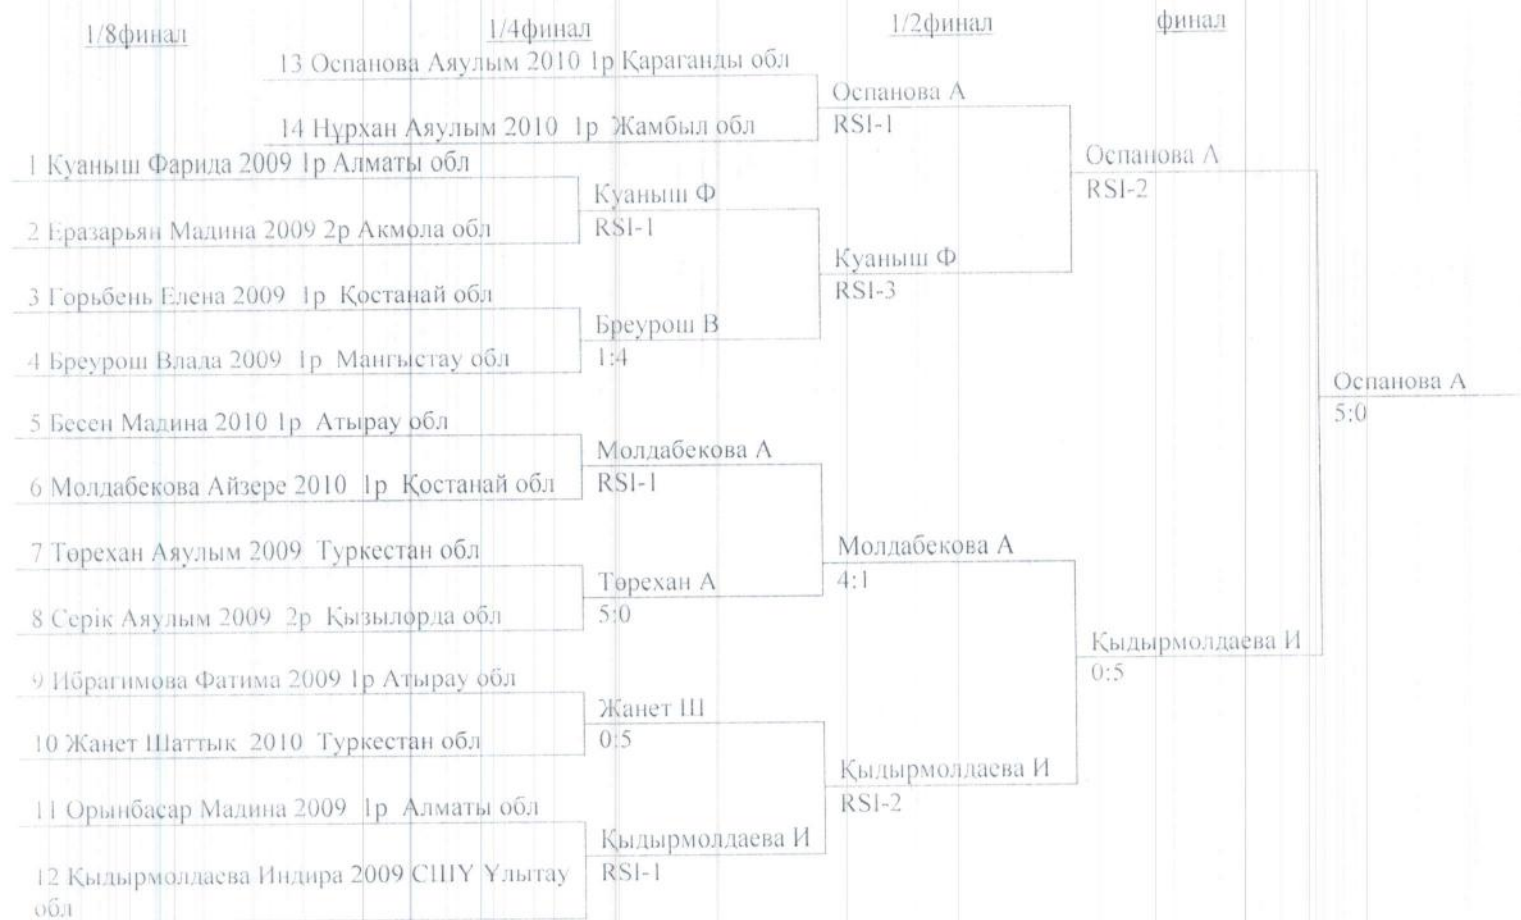 1/8финал
1/4финал
1/2финал
финал
13 Оспанова Аяулым 2010 1р Қараганды обл
Оспанова А
14 Нұрхан Аяулым 2010 1р Жамбыл обл
RSI-1
1 Куаныш Фарида 2009 1р Алматы обл
Оспанова А
RSI-2
Куаныш Ф
2 Еразарьян Мадина 2009 2р Акмола обл
RSI-1
Куаныш Ф
RSI-3
3 Горьбень Елена 2009 1р Қостанай обл
Бреурош В
4 Бреурош Влада 2009 1р Мангыстау обл
1:4
Оспанова А
5:0
5 Бесен Мадина 2010 1р Атырау обл
Молдабекова А
6 Молдабекова Айзере 2010 1р Қостанай обл
RSI-1
7 Төрехан Аяулым 2009 Туркестан обл
Молдабекова А
4:1
Төрехан А
8 Серік Аяулым 2009 2р Қызылорда обл
5:0
Қыдырмолдаева И
0:5
9 Ибрагимова Фатима 2009 1р Атырау обл
Жанет Ш
10 Жанет Шаттык 2010 Туркестан обл
0:5
Қыдырмолдаева И
RSI-2
11 Орынбасар Мадина 2009 1р Алматы обл
Қыдырмолдаева И
12 Қыдырмолдаева Индира 2009 СШҮ Ұлытау
обл
RSI-1